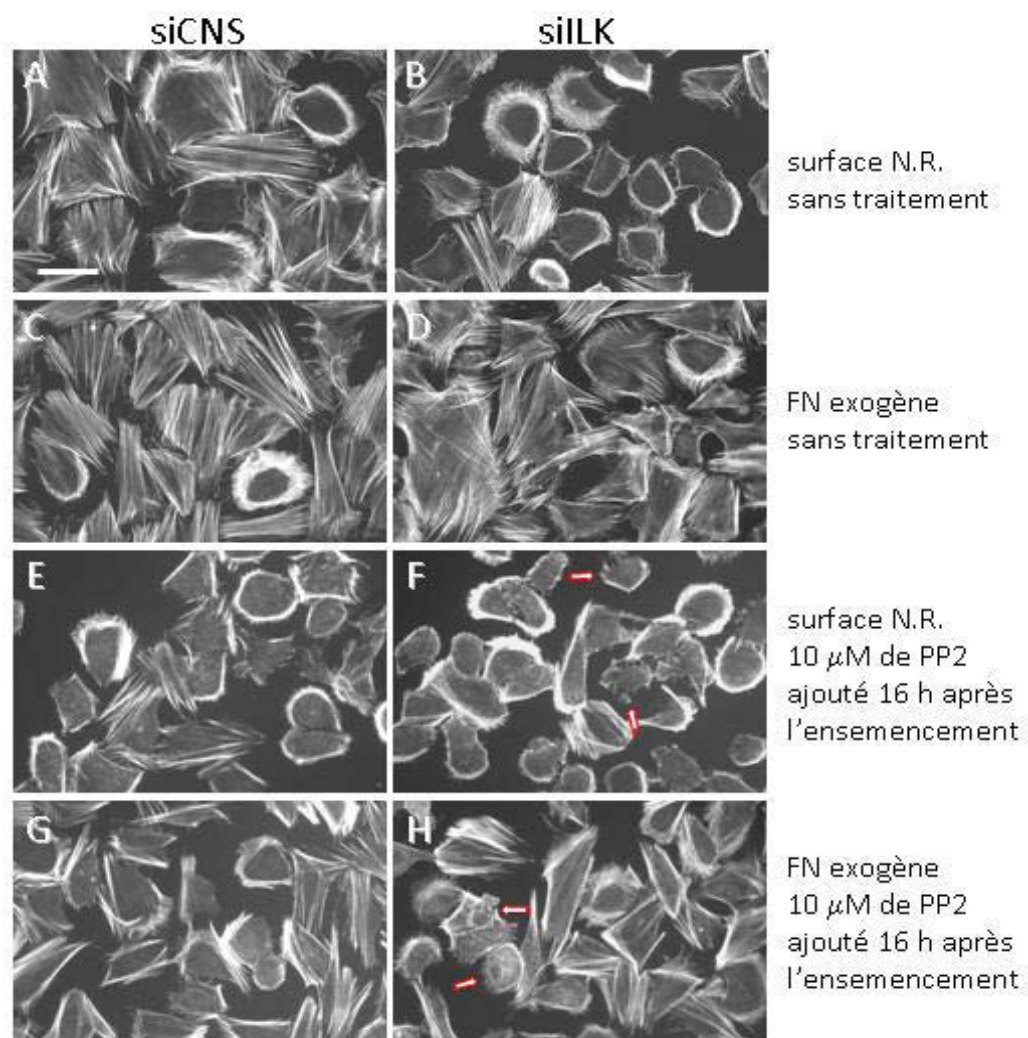 siCNS siILK
A B
surface N.R.
sans traitement
C D
FN exogène
sans traitement
E F
surface N.R.
10 µM de PP2
ajouté 16 h après
l'ensemencement
G H
FN exogène
10 µM de PP2
ajouté 16 h après
l'ensemencement